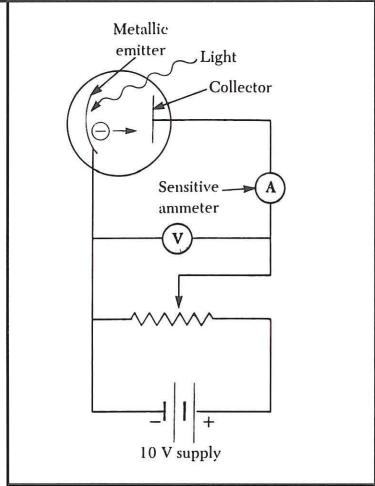 Metallic
emitter
Light
Collector
Sensitive
ammeter
A
V
− +
10 V supply